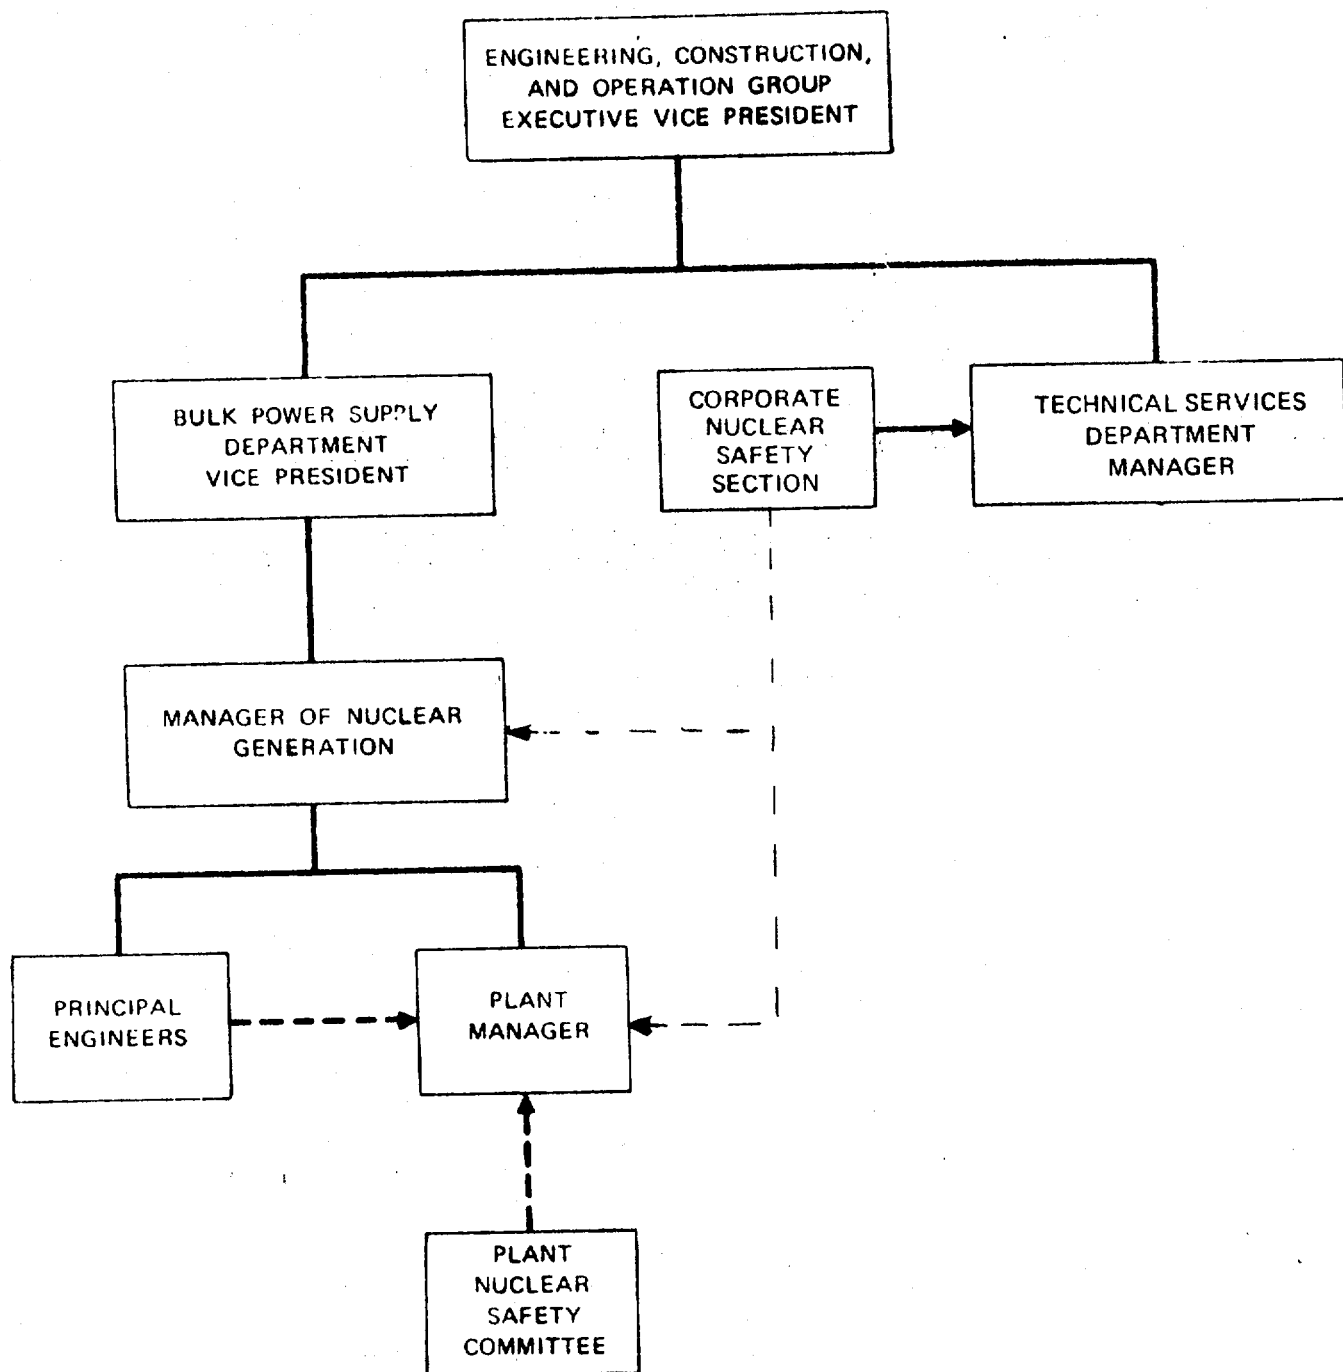 ENGINEERING, CONSTRUCTION,
AND OPERATION GROUP
EXECUTIVE VICE PRESIDENT
BULK POWER SUPPLY
DEPARTMENT
VICE PRESIDENT
CORPORATE
NUCLEAR
SAFETY
SECTION
TECHNICAL SERVICES
DEPARTMENT
MANAGER
MANAGER OF NUCLEAR
GENERATION
PRINCIPAL
ENGINEERS
PLANT
MANAGER
PLANT
NUCLEAR
SAFETY
COMMITTEE